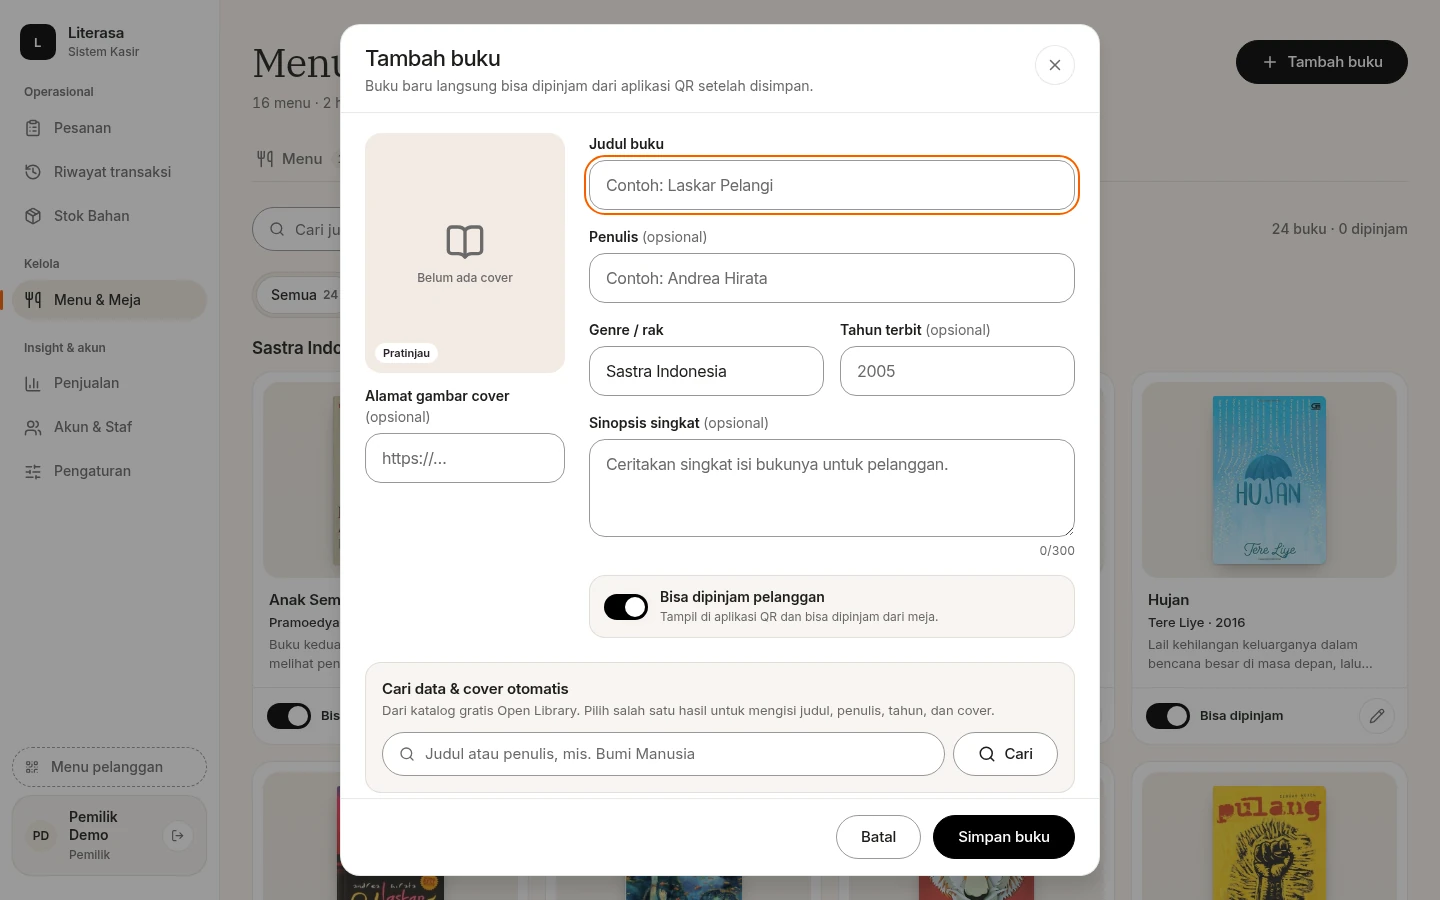 L
Literasa
Sistem Kasir
Operasional
Pesanan
Riwayat transaksi
Stok Bahan
Kelola
Menu & Meja
Insight & akun
Penjualan
Akun & Staf
Pengaturan
Menu pelanggan
PD
Pemilik
Demo
Pemilik
Menu
16 menu · 2
Tambah buku
Menu
Cari
24 buku · 0 dipinjam
Semua 24
Sastra
Anak
Pramoedya
Buku
melihat
Tambah buku
Buku baru langsung bisa dipinjam dari aplikasi QR setelah disimpan.
Belum ada cover
Pratinjau
Alamat gambar cover
(opsional)
https://...
Judul buku
Contoh: Laskar Pelangi
Penulis (opsional)
Contoh: Andrea Hirata
Genre / rak
Sastra Indonesia
Tahun terbit (opsional)
2005
Sinopsis singkat (opsional)
Ceritakan singkat isi bukunya untuk pelanggan.
0/300
Bisa dipinjam pelanggan
Tampil di aplikasi QR dan bisa dipinjam dari meja.
Cari data & cover otomatis
Dari katalog gratis Open Library. Pilih salah satu hasil untuk mengisi judul, penulis, tahun, dan cover.
Judul atau penulis, mis. Bumi Manusia
Cari
Batal
Simpan buku
HUJAN
Tere Liye
Hujan
Tere Liye · 2016
Lail kehilangan keluarganya dalam
bencana besar di masa depan, lalu...
Bisa dipinjam
pulang